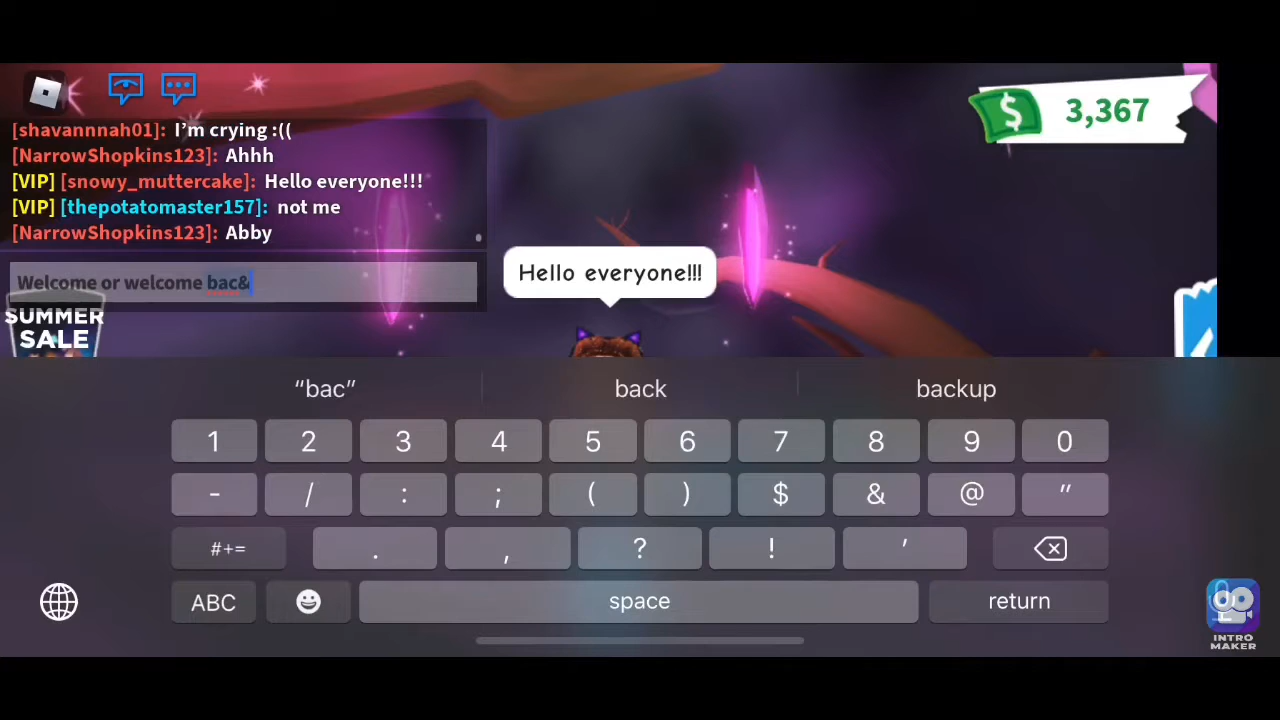 3,367
[shavannnah01]: I'm crying :((
[NarrowShopkins123]: Ahhh
[VIP] [snowy_muttercake]: Hello everyone!!!
[VIP] [thepotatomaster157]: not me
[NarrowShopkins123]: Abby
Welcome or welcome bac&
Hello everyone!!!
SUMMER
SALE
“bac” back backup
1 2 3 4 5 6 7 8 9 0
- / : ; ( ) $ & @ "
#+= . , ? ! '
ABC space return
INTRO
MAKER